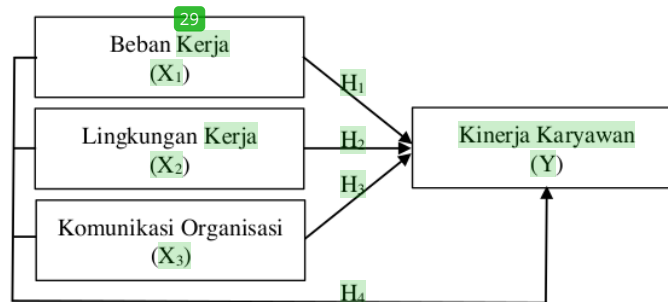 29
Beban Kerja
(X₁)
H₁
Lingkungan Kerja
(X₂)
H₂
Kinerja Karyawan
(Y)
H₃
Komunikasi Organisasi
(X₃)
H₄